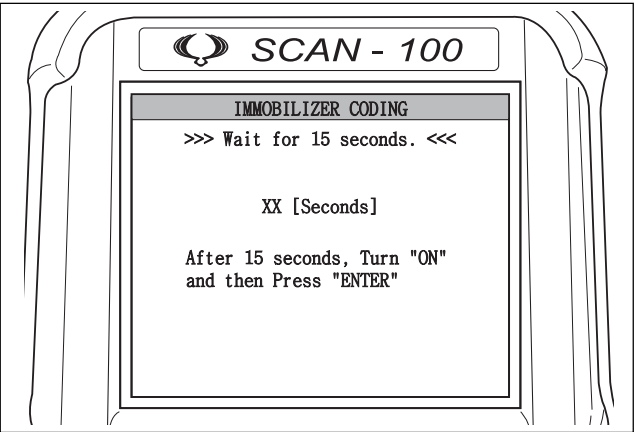 SCAN - 100
IMMOBILIZER CODING
>>> Wait for 15 seconds. <<<
XX [Seconds]
After 15 seconds, Turn "ON"
and then Press "ENTER"